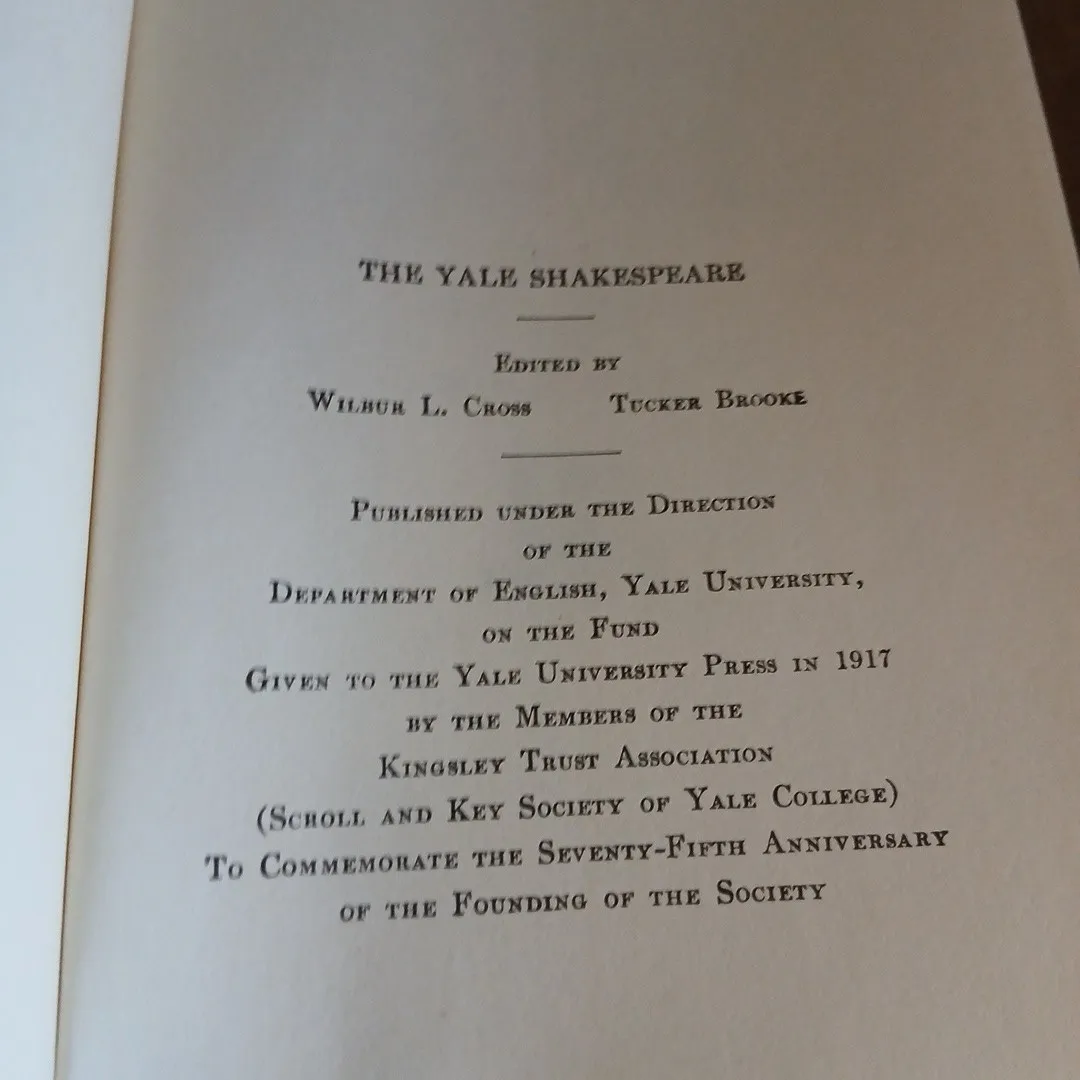 THE YALE SHAKESPEARE
EDITED BY
WILBUR L. CROSS TUCKER BROOKE
PUBLISHED UNDER THE DIRECTION
OF THE
DEPARTMENT OF ENGLISH, YALE UNIVERSITY,
ON THE FUND
GIVEN TO THE YALE UNIVERSITY PRESS IN 1917
BY THE MEMBERS OF THE
KINGSLEY TRUST ASSOCIATION
(SCROLL AND KEY SOCIETY OF YALE COLLEGE)
TO COMMEMORATE THE SEVENTY-FIFTH ANNIVERSARY
OF THE FOUNDING OF THE SOCIETY